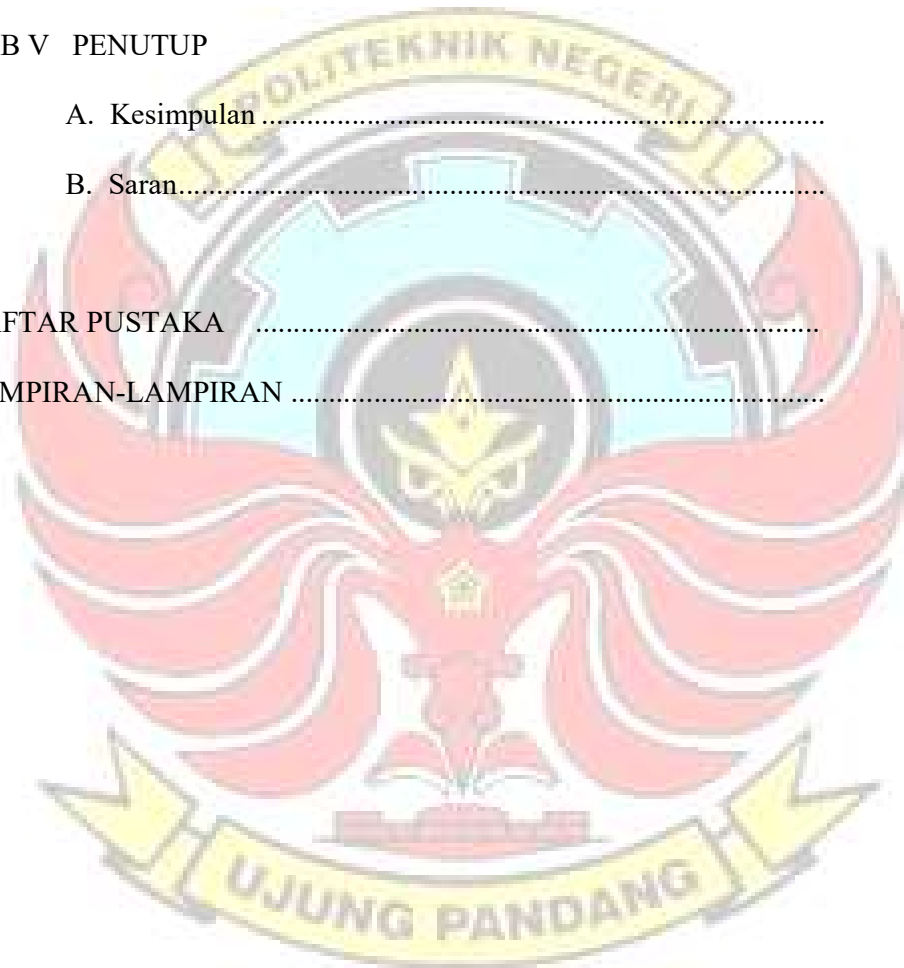 POLITEKNIK NEGERI
B V PENUTUP
A. Kesimpulan ...........................................................................
B. Saran......................................................................................
FTAR PUSTAKA ...........................................................................
MPIRAN-LAMPIRAN .......................................................................
UJUNG PANDANG